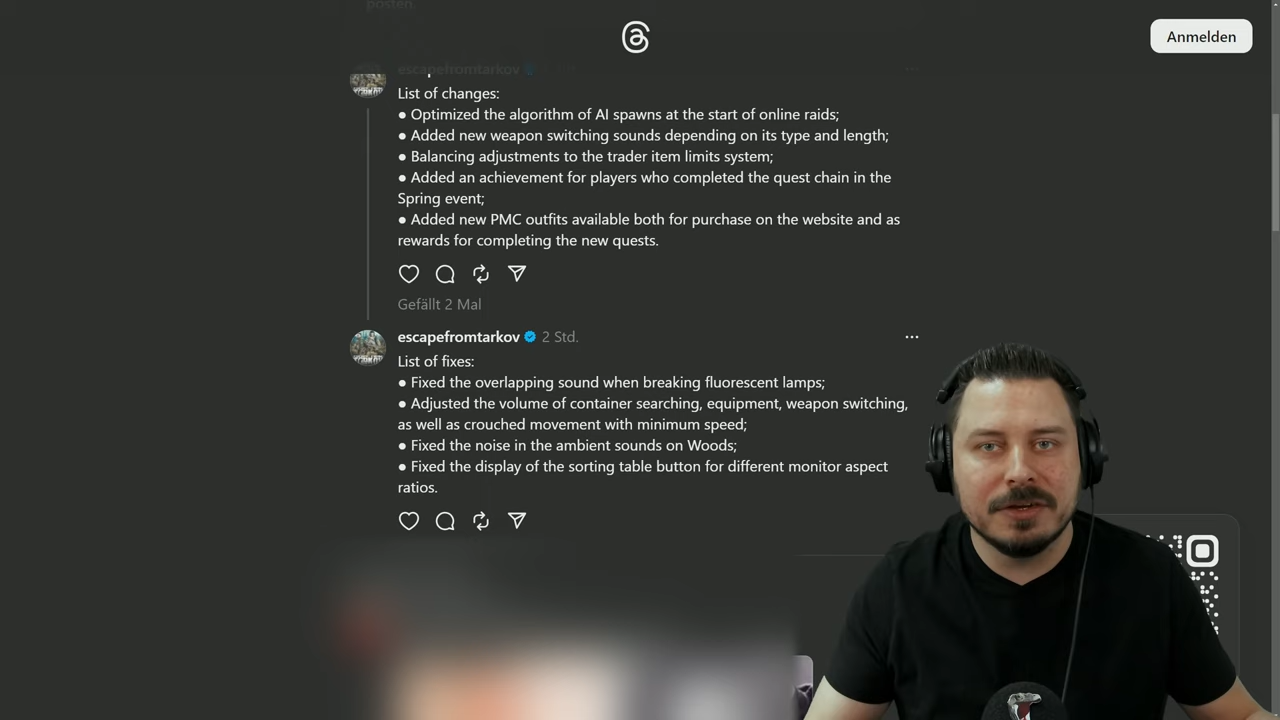 posten.
Anmelden
escapefromtarkov
List of changes:
● Optimized the algorithm of AI spawns at the start of online raids;
● Added new weapon switching sounds depending on its type and length;
● Balancing adjustments to the trader item limits system;
● Added an achievement for players who completed the quest chain in the
Spring event;
● Added new PMC outfits available both for purchase on the website and as
rewards for completing the new quests.
Gefällt 2 Mal
escapefromtarkov 2 Std.
List of fixes:
● Fixed the overlapping sound when breaking fluorescent lamps;
● Adjusted the volume of container searching, equipment, weapon switching,
as well as crouched movement with minimum speed;
● Fixed the noise in the ambient sounds on Woods;
● Fixed the display of the sorting table button for different monitor aspect
ratios.